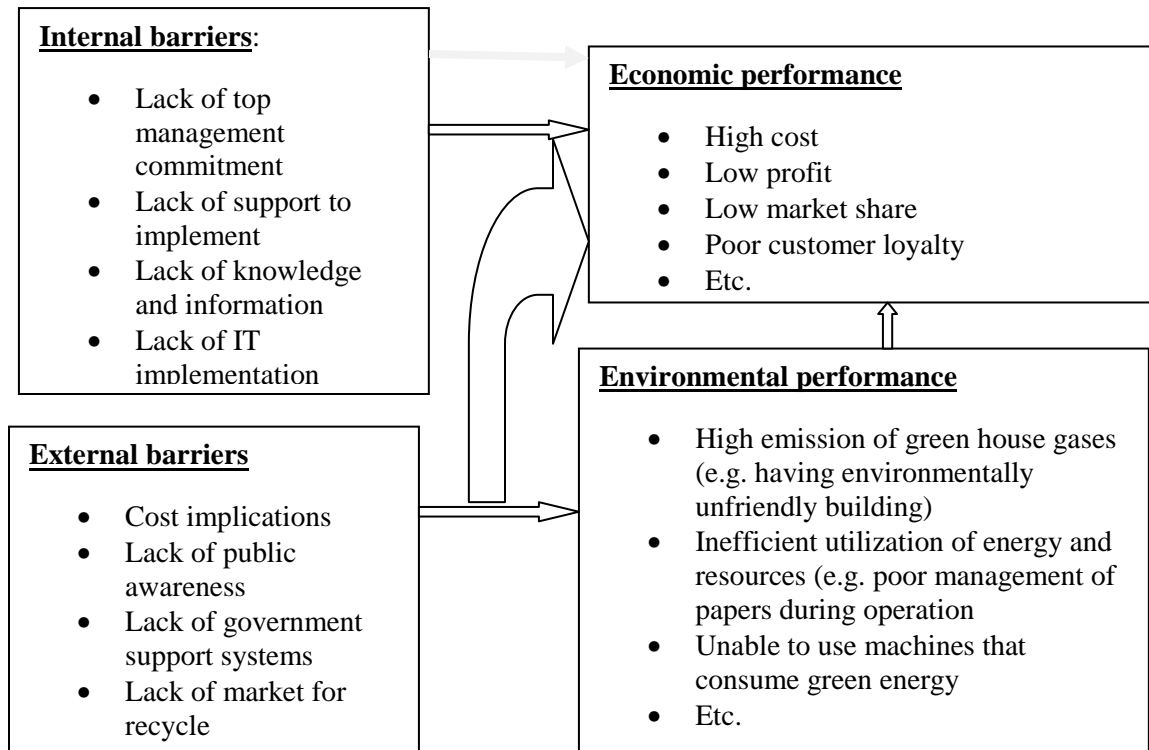 Internal barriers:
• Lack of top
management
commitment
• Lack of support to
implement
• Lack of knowledge
and information
• Lack of IT
implementation
Economic performance
• High cost
• Low profit
• Low market share
• Poor customer loyalty
• Etc.
External barriers
• Cost implications
• Lack of public
awareness
• Lack of government
support systems
• Lack of market for
recycle
Environmental performance
• High emission of green house gases
(e.g. having environmentally
unfriendly building)
• Inefficient utilization of energy and
resources (e.g. poor management of
papers during operation
• Unable to use machines that
consume green energy
• Etc.